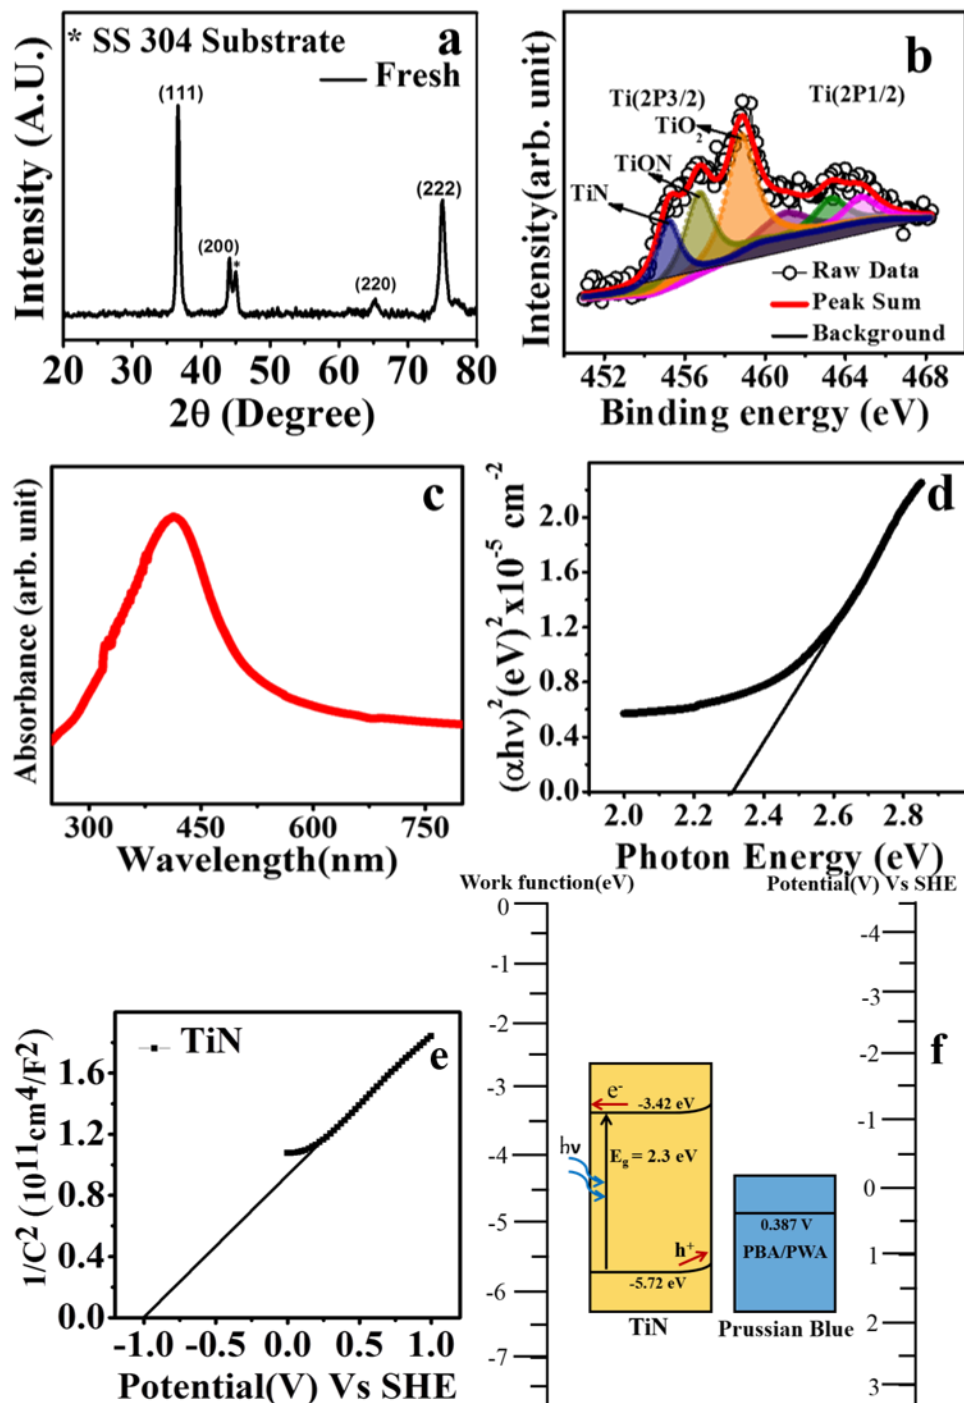 a
* SS 304 Substrate
Fresh
(111)
(200)
*
(220)
(222)
Intensity (A.U.)
20 30 40 50 60 70 80
2θ (Degree)
b
Ti(2P3/2)
Ti(2P1/2)
TiO2
TiON
TiN
Raw Data
Peak Sum
Background
Intensity(arb. unit)
452 456 460 464 468
Binding energy (eV)
c
Absorbance (arb. unit)
300 450 600 750
Wavelength(nm)
d
(αhν)² (eV)² x10⁻⁵ cm⁻²
2.0
1.6
1.2
0.8
0.4
0.0
2.0 2.2 2.4 2.6 2.8
Photon Energy (eV)
e
TiN
1/C² (10¹¹cm⁴/F²)
1.6
1.2
0.8
0.4
0.0
-1.0 -0.5 0.0 0.5 1.0
Potential(V) Vs SHE
Work function(eV)
Potential(V) Vs SHE
f
0
-1
-2
-3
-4
-5
-6
-7
-4
-3
-2
-1
0
1
2
3
e⁻
-3.42 eV
hν
Eg = 2.3 eV
h⁺
-5.72 eV
TiN
0.387 V
PBA/PWA
Prussian Blue